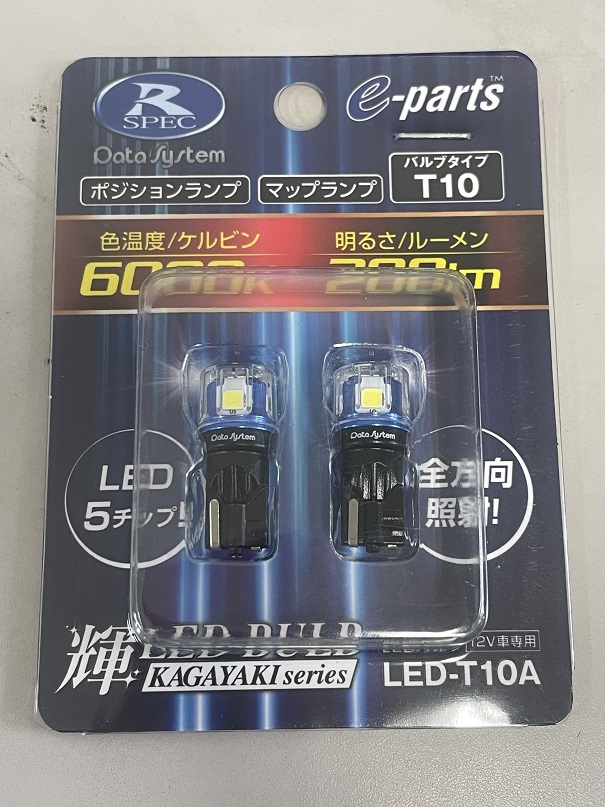 R SPEC
e-parts™
Data System
ポジションランプ
マップランプ
バルブタイプ
T10
色温度/ケルビン
明るさ/ルーメン
6000K
200lm
Data System
Data System
LED
5チップ!
全方向
照射!
輝
LED BULB
KAGAYAKI series
12V車専用
LED-T10A